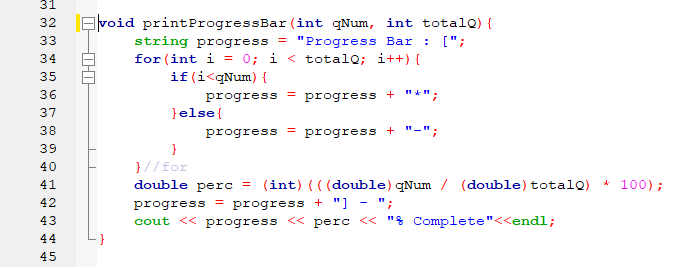 31
32 void printProgressBar(int qNum, int totalQ){
33 string progress = "Progress Bar : [";
34 for(int i = 0; i < totalQ; i++){
35 if(i<qNum){
36 progress = progress + "*";
37 }else{
38 progress = progress + "-";
39 }
40 }//for
41 double perc = (int)(((double)qNum / (double)totalQ) * 100);
42 progress = progress + "] - ";
43 cout << progress << perc << "% Complete"<<endl;
44 }
45